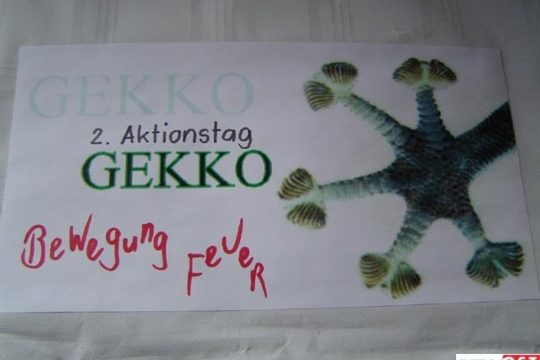 GEKKO
2. Aktionstag
GEKKO
BeWegung
FeUeR